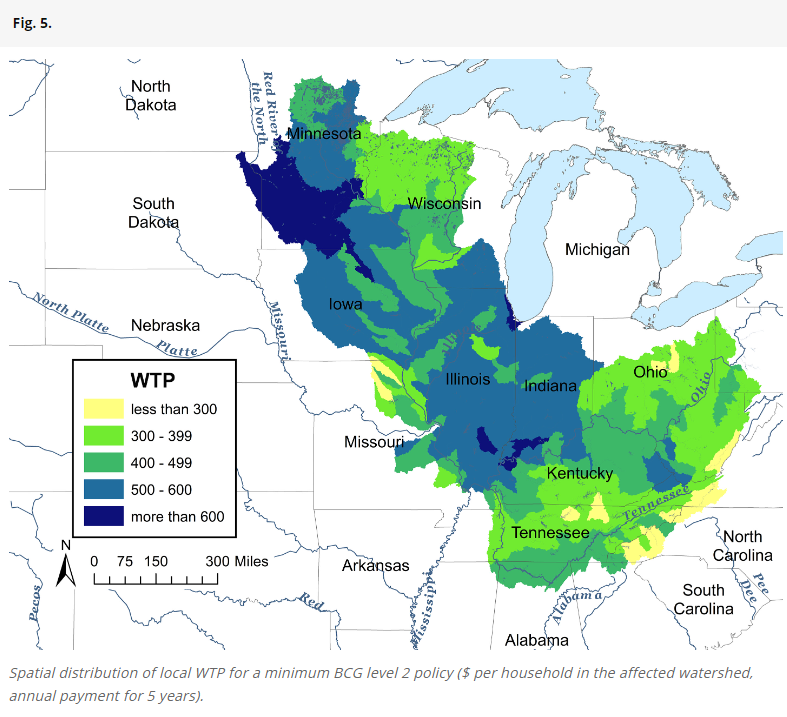 Fig. 5.
North
Dakota
Red River
the North
Minnesota
South
Dakota
Wisconsin
Michigan
North Platte
Nebraska
Platte
Missouri
Iowa
Illinois
Indiana
Ohio
Ohio
WTP
less than 300
300 - 399
400 - 499
500 - 600
more than 600
Missouri
Kentucky
Tennessee
Tennessee
N
0 75 150 300 Miles
Arkansas
North
Carolina
South
Carolina
Pee
Dee
Pecos
Red
Mississippi
Alabama
Alabama
Spatial distribution of local WTP for a minimum BCG level 2 policy ($ per household in the affected watershed,
annual payment for 5 years).